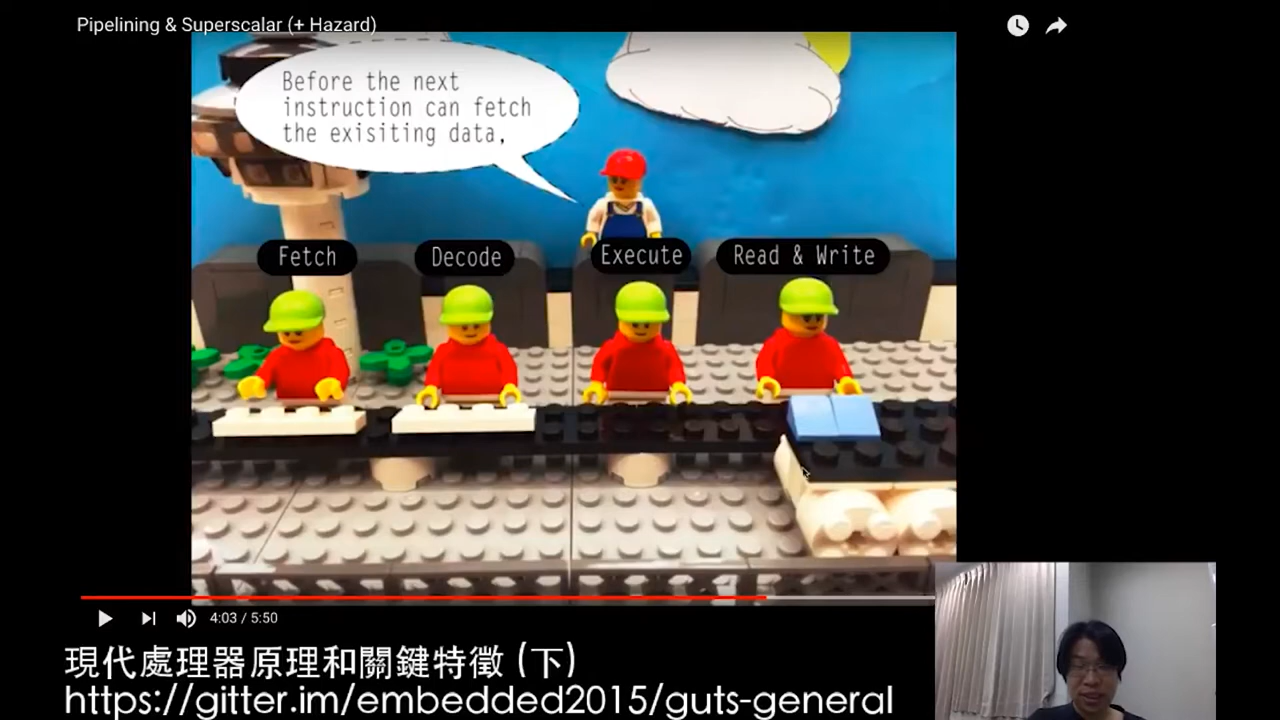 Pipelining & Superscalar (+ Hazard)
Before the next
instruction can fetch
the exisiting data,
Fetch
Decode
Execute
Read & Write
4:03 / 5:50
現代處理器原理和關鍵特徵 (下)
https://gitter.im/embedded2015/guts-general